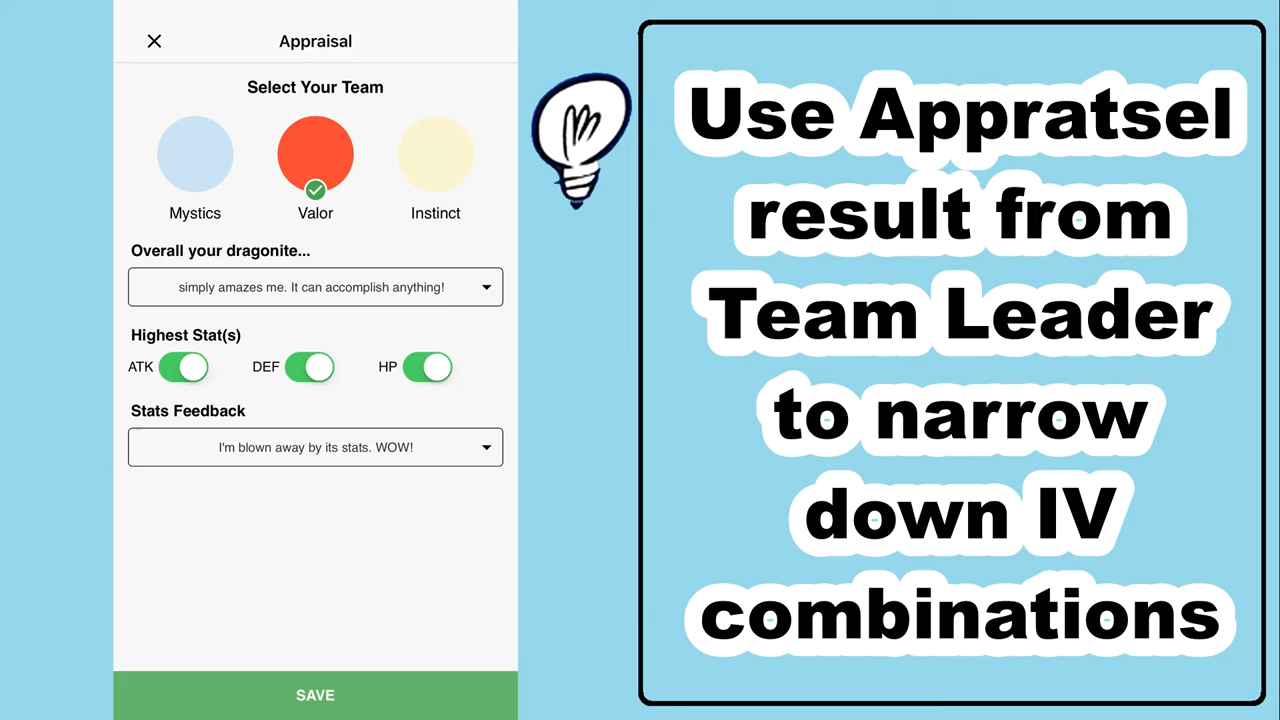 Appraisal
Select Your Team
Mystics
Valor
Instinct
Overall your dragonite...
simply amazes me. It can accomplish anything!
Highest Stat(s)
ATK
DEF
HP
Stats Feedback
I'm blown away by its stats. WOW!
SAVE
Use Appratsel
result from
Team Leader
to narrow
down IV
combinations